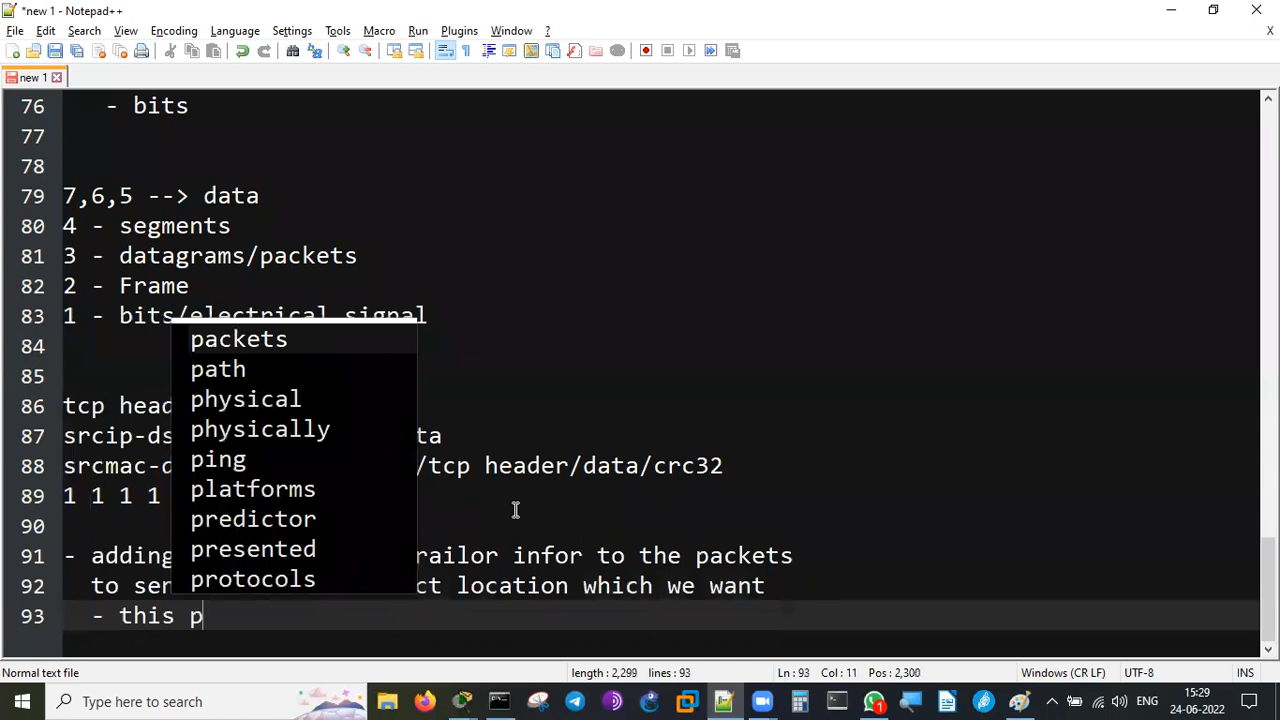 *new 1 - Notepad++
File Edit Search View Encoding Language Settings Tools Macro Run Plugins Window ?
X
new 1
76 - bits
77
78
79 7,6,5 --> data
80 4 - segments
81 3 - datagrams/packets
82 2 - Frame
83 1 - bits/electrical signal
84
packets
path
85
physical
86 tcp head
physically
87 srcip-ds ta
ping
88 srcmac-d /tcp header/data/crc32
platforms
89 1 1 1 1
predictor
90
presented
91 - adding railor infor to the packets
protocols
92 to sen ct location which we want
93 - this p
Normal text file length : 2,299 lines : 93 Ln : 93 Col : 11 Pos : 2,300 Windows (CR LF) UTF-8 INS
Type here to search
1
ENG
15:23
24-06-2022